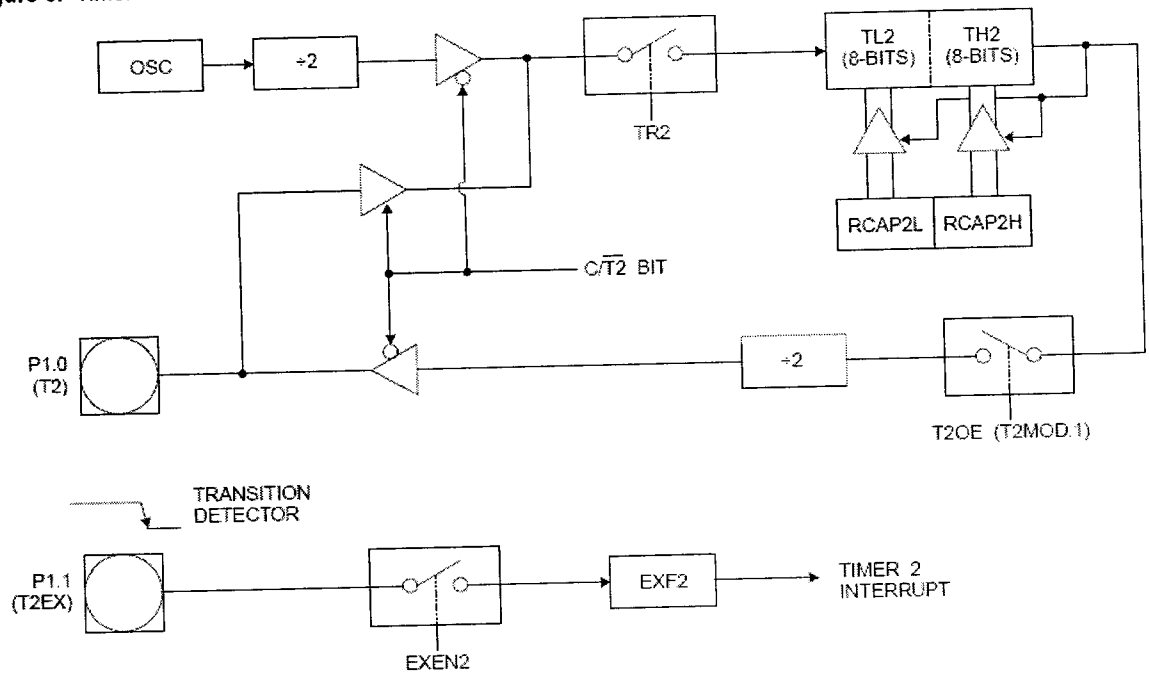 OSC
÷2
TL2
(8-BITS)
TH2
(8-BITS)
TR2
RCAP2L
RCAP2H
C/T2 BIT
P1.0
(T2)
÷2
T2OE (T2MOD.1)
TRANSITION
DETECTOR
P1.1
(T2EX)
EXF2
TIMER 2
INTERRUPT
EXEN2